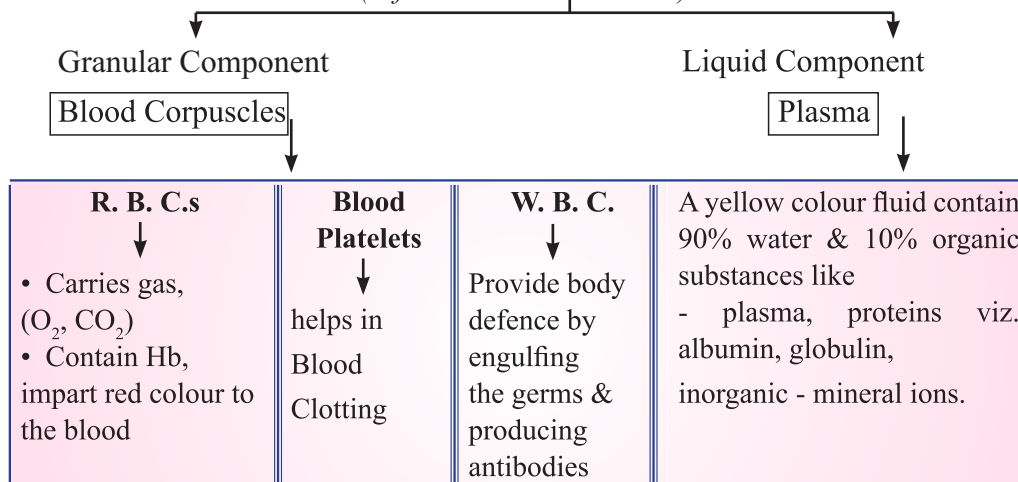 Granular Component
Liquid Component
Blood Corpuscles
Plasma
R. B. C.s
• Carries gas,
(O₂, CO₂)
• Contain Hb,
impart red colour to
the blood
Blood
Platelets
helps in
Blood
Clotting
W. B. C.
Provide body
defence by
engulfing
the germs &
producing
antibodies
A yellow colour fluid contain
90% water & 10% organic
substances like
- plasma, proteins viz.
albumin, globulin,
inorganic - mineral ions.